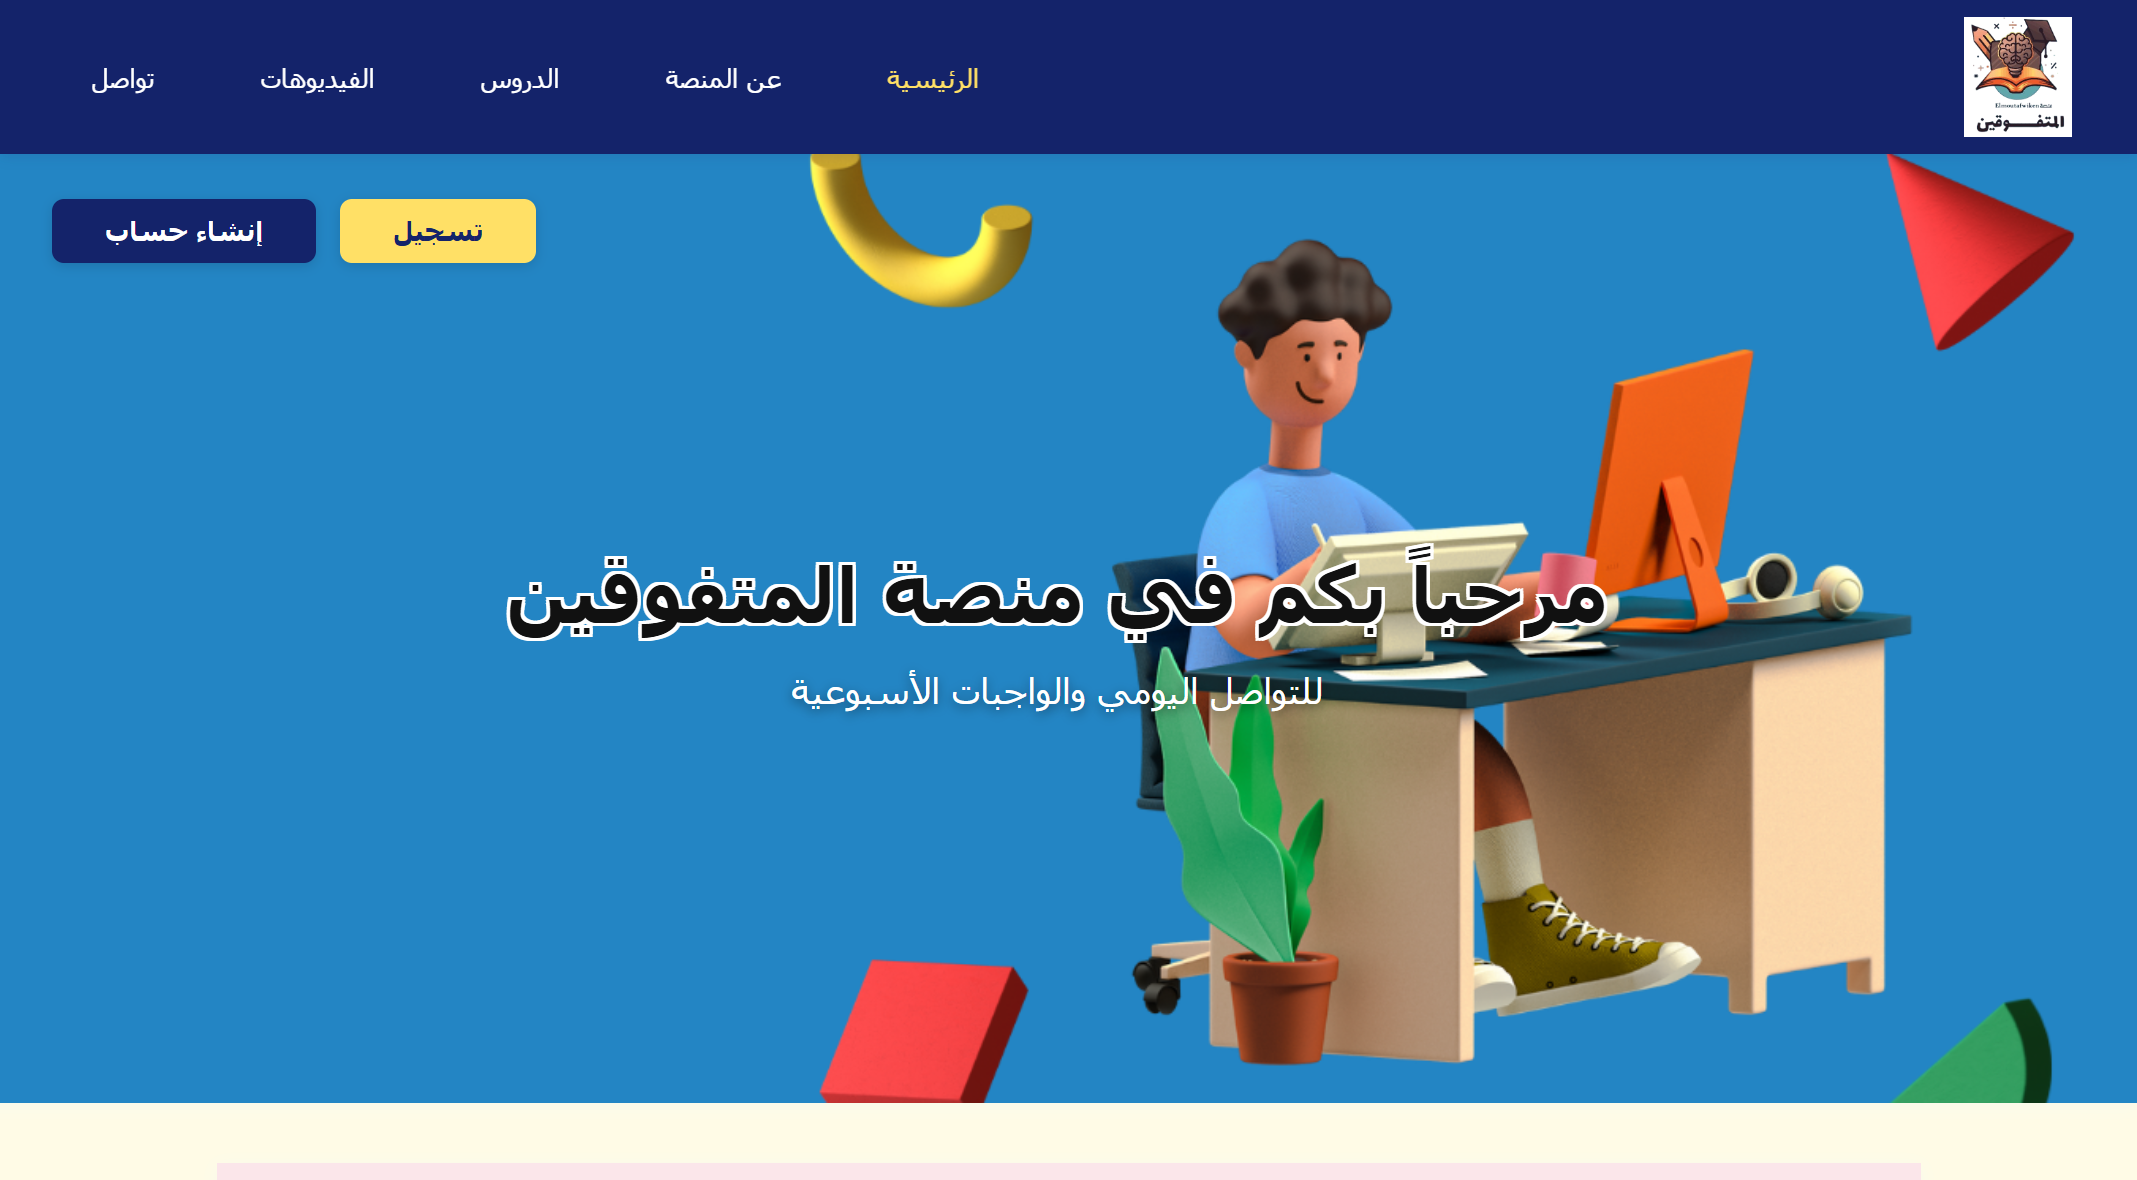 Elmoutafwiken منصة
المتفـــوقين
الرئيسية
عن المنصة
الدروس
الفيديوهات
تواصل
تسجيل
إنشاء حساب
مرحباً بكم في منصة المتفوقين
للتواصل اليومي والواجبات الأسبوعية